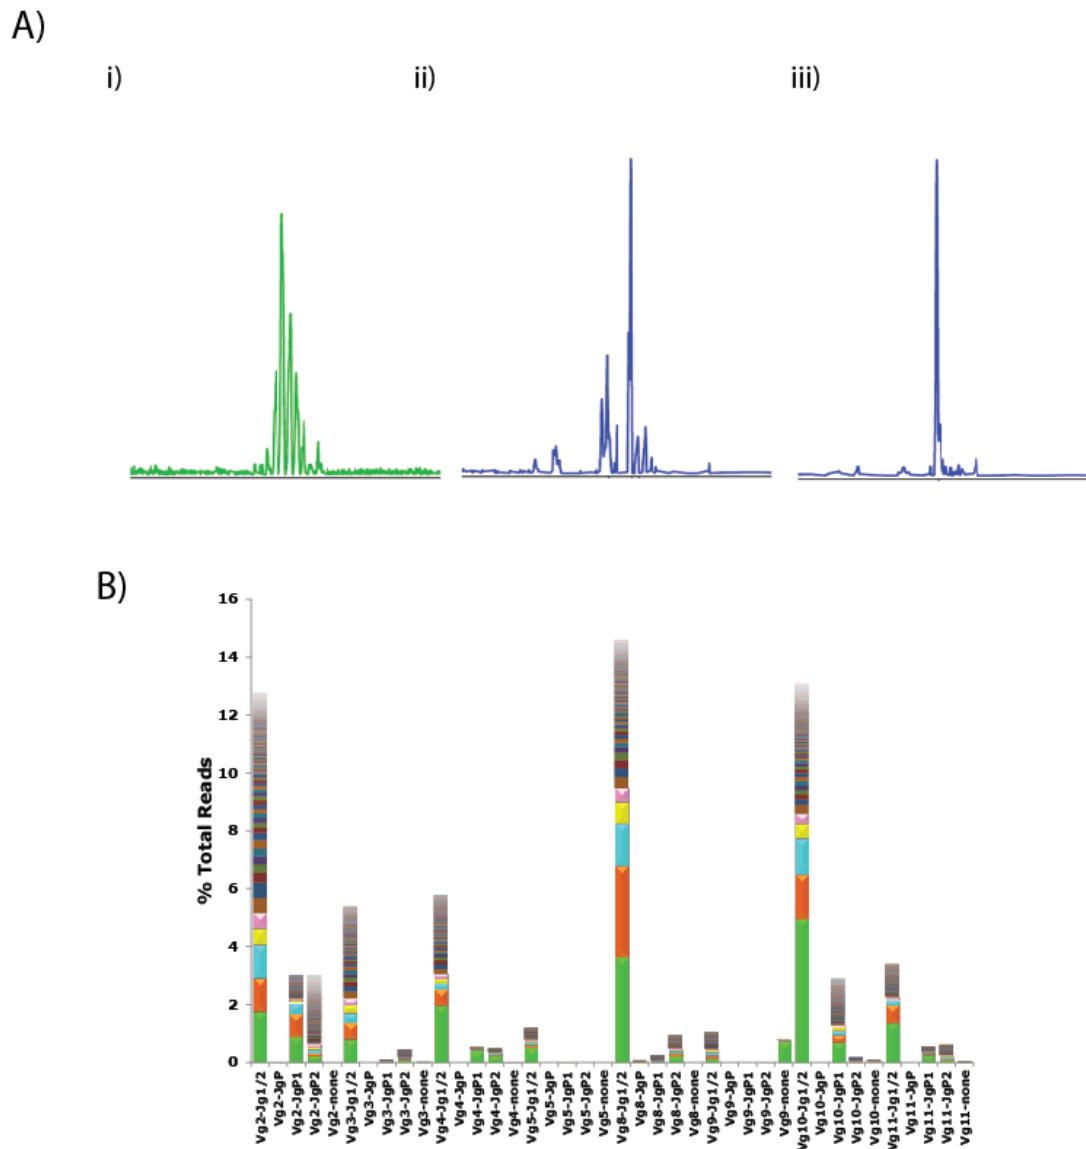 A)
i)
ii)
iii)
B)
% Total Reads
16
14
12
10
8
6
4
2
0
Vg2-Jg1/2
Vg2-JgP
Vg2-JgP1
Vg2-JgP2
Vg2-none
Vg3-Jg1/2
Vg3-JgP
Vg3-JgP1
Vg3-JgP2
Vg3-none
Vg4-Jg1/2
Vg4-JgP
Vg4-JgP1
Vg4-JgP2
Vg4-none
Vg5-Jg1/2
Vg5-JgP
Vg5-JgP1
Vg5-JgP2
Vg5-none
Vg8-Jg1/2
Vg8-JgP
Vg8-JgP1
Vg8-JgP2
Vg8-none
Vg9-Jg1/2
Vg9-JgP
Vg9-JgP1
Vg9-JgP2
Vg9-none
Vg10-Jg1/2
Vg10-JgP
Vg10-JgP1
Vg10-JgP2
Vg10-none
Vg11-Jg1/2
Vg11-JgP
Vg11-JgP1
Vg11-JgP2
Vg11-none